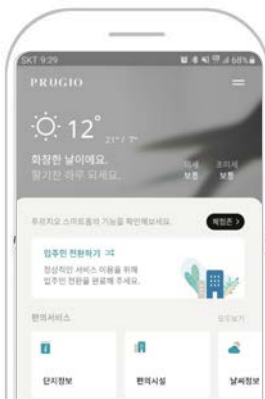 SKT 9:29
68%
PRUGIO
12°
21°/ 7°
화창한 날이에요.
활기찬 하루 되세요.
미세 초미세
보통 보통
푸르지오 스마트홈의 기능을 확인해보세요.
체험존 >
입주민 전환하기
정상적인 서비스 이용을 위해
입주민 전환을 완료해 주세요.
편의서비스
모두보기
단지정보
편의시설
날씨정보